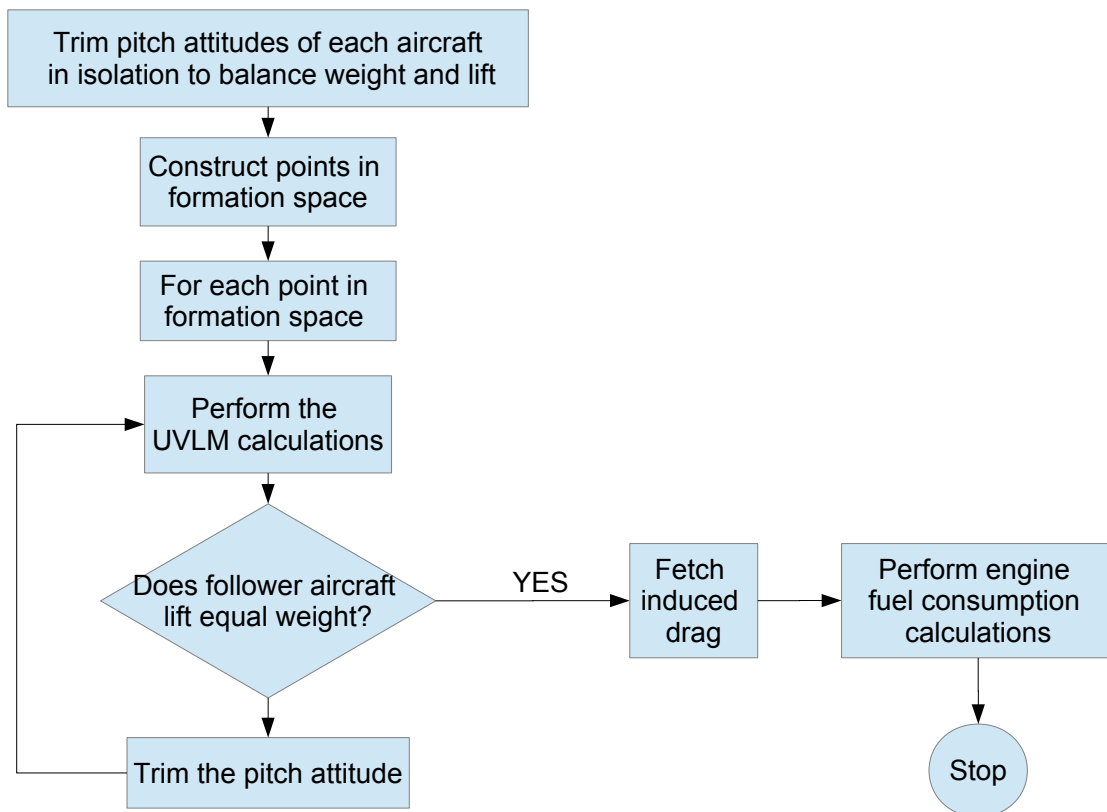 Trim pitch attitudes of each aircraft
in isolation to balance weight and lift
Construct points in
formation space
For each point in
formation space
Perform the
UVLM calculations
Does follower aircraft
lift equal weight?
YES
Fetch
induced
drag
Perform engine
fuel consumption
calculations
Trim the pitch attitude
Stop